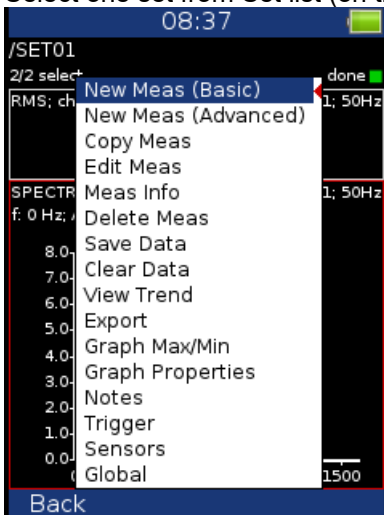 08:37
/SET01
2/2 select done
RMS; ch 1; 50Hz
New Meas (Basic)
New Meas (Advanced)
Copy Meas
Edit Meas
SPECTR Meas Info 1; 50Hz
f: 0 Hz; Delete Meas
8.0 Save Data
7.0 Clear Data
6.0 View Trend
5.0 Export
4.0 Graph Max/Min
3.0 Graph Properties
2.0 Notes
1.0 Trigger
0.0 Sensors
Global 1500
Back